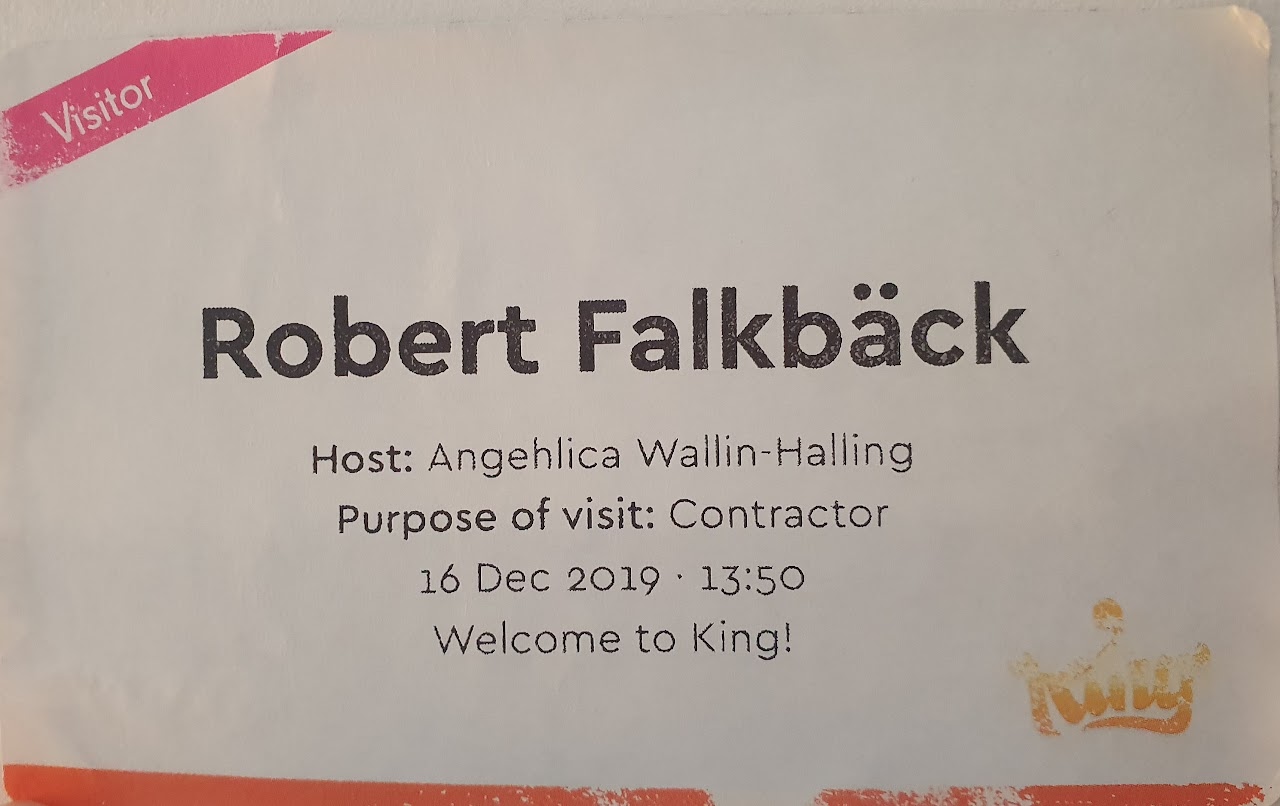 Visitor
Robert Falkbäck
Host: Angehlica Wallin-Halling
Purpose of visit: Contractor
16 Dec 2019 · 13:50
Welcome to King!
King